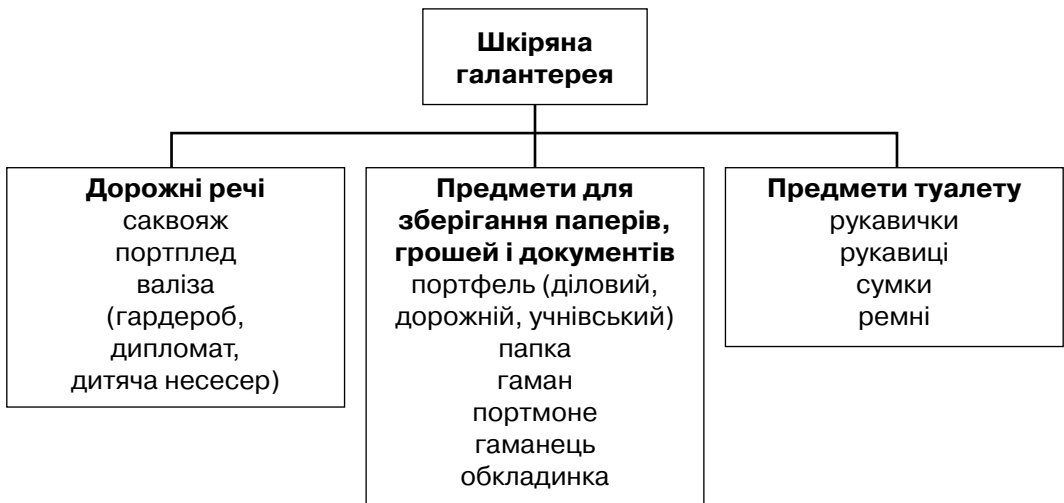 Шкіряна
галантерея
Дорожні речі
саквояж
портплед
валіза
(гардероб,
дипломат,
дитяча несесер)
Предмети для
зберігання паперів,
грошей і документів
портфель (діловий,
дорожній, учнівський)
папка
гаман
портмоне
гаманець
обкладинка
Предмети туалету
рукавички
рукавиці
сумки
ремні